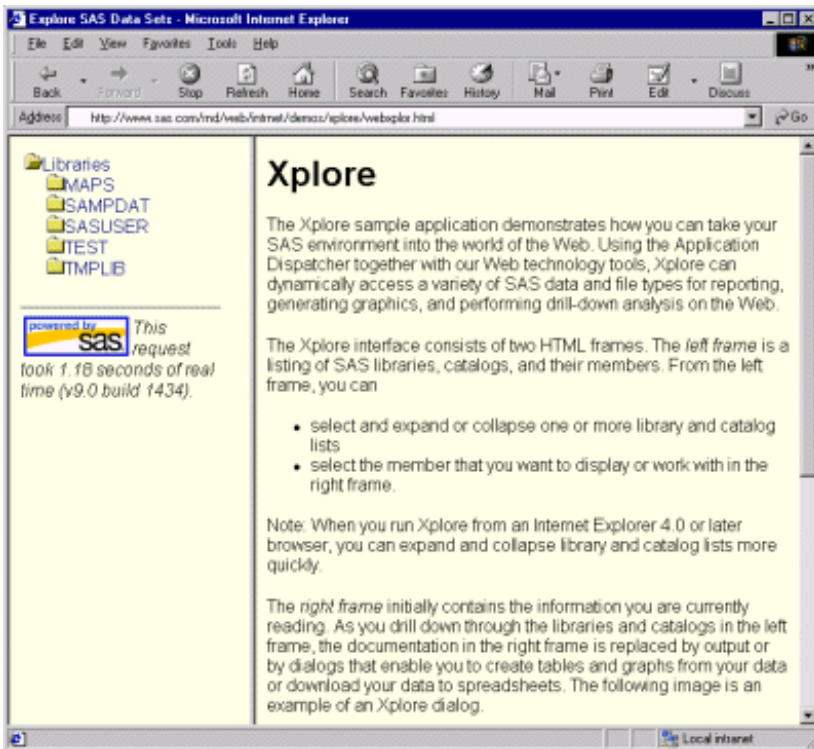 Explore SAS Data Sets - Microsoft Internet Explorer
File Edit View Favorites Tools Help
Back Forward Stop Refresh Home Search Favorites History Mail Print Edit Discuss
Address http://www.sas.com/rnd/web/intrnet/demos/xplore/webxplor.html Go
Libraries
MAPS
SAMPDAT
SASUSER
TEST
TMPLIB
powered by
sas
This
request
took 1.18 seconds of real
time (v9.0 build 1434).
Xplore
The Xplore sample application demonstrates how you can take your
SAS environment into the world of the Web. Using the Application
Dispatcher together with our Web technology tools, Xplore can
dynamically access a variety of SAS data and file types for reporting,
generating graphics, and performing drill-down analysis on the Web.
The Xplore interface consists of two HTML frames. The left frame is a
listing of SAS libraries, catalogs, and their members. From the left
frame, you can
• select and expand or collapse one or more library and catalog
lists
• select the member that you want to display or work with in the
right frame.
Note: When you run Xplore from an Internet Explorer 4.0 or later
browser, you can expand and collapse library and catalog lists more
quickly.
The right frame initially contains the information you are currently
reading. As you drill down through the libraries and catalogs in the left
frame, the documentation in the right frame is replaced by output or
by dialogs that enable you to create tables and graphs from your data
or download your data to spreadsheets. The following image is an
example of an Xplore dialog.
Local intranet